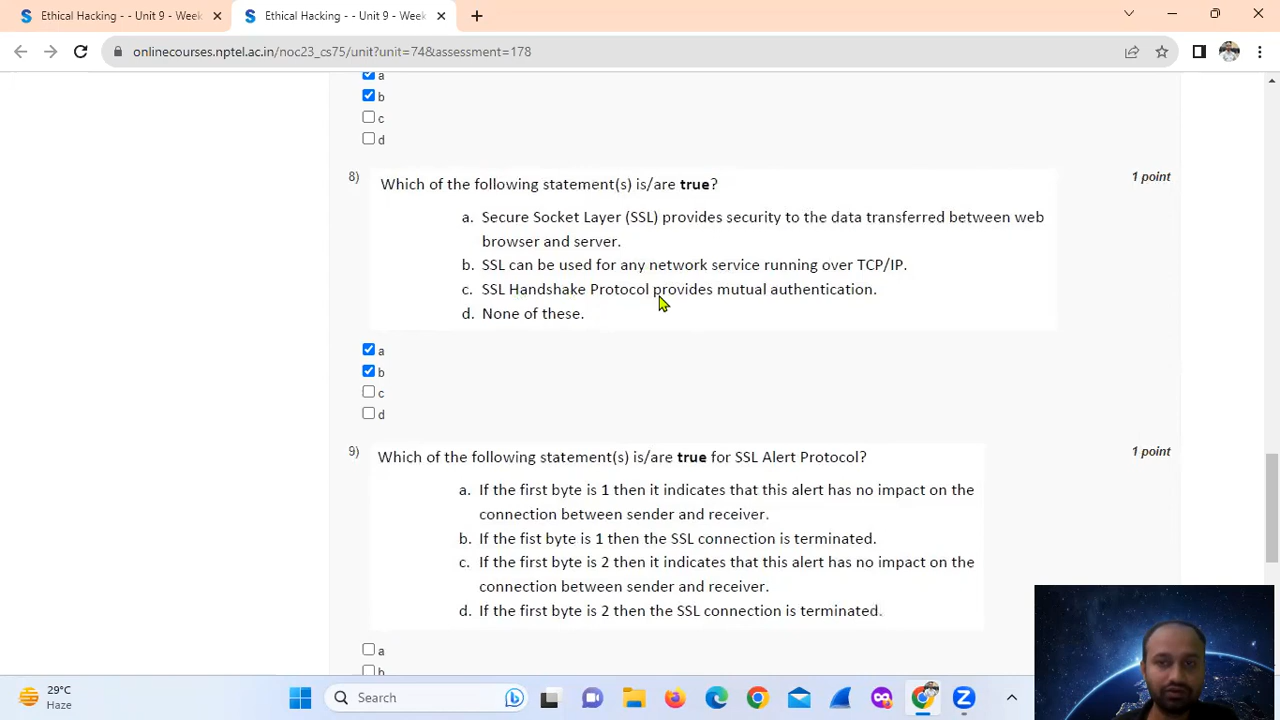 Ethical Hacking - - Unit 9 - Week
Ethical Hacking - - Unit 9 - Week
onlinecourses.nptel.ac.in/noc23_cs75/unit?unit=74&assessment=178
a
b
c
d
8)
Which of the following statement(s) is/are true?
1 point
a. Secure Socket Layer (SSL) provides security to the data transferred between web
browser and server.
b. SSL can be used for any network service running over TCP/IP.
c. SSL Handshake Protocol provides mutual authentication.
d. None of these.
a
b
c
d
9)
Which of the following statement(s) is/are true for SSL Alert Protocol?
1 point
a. If the first byte is 1 then it indicates that this alert has no impact on the
connection between sender and receiver.
b. If the fist byte is 1 then the SSL connection is terminated.
c. If the first byte is 2 then it indicates that this alert has no impact on the
connection between sender and receiver.
d. If the first byte is 2 then the SSL connection is terminated.
a
b
29°C
Haze
Search